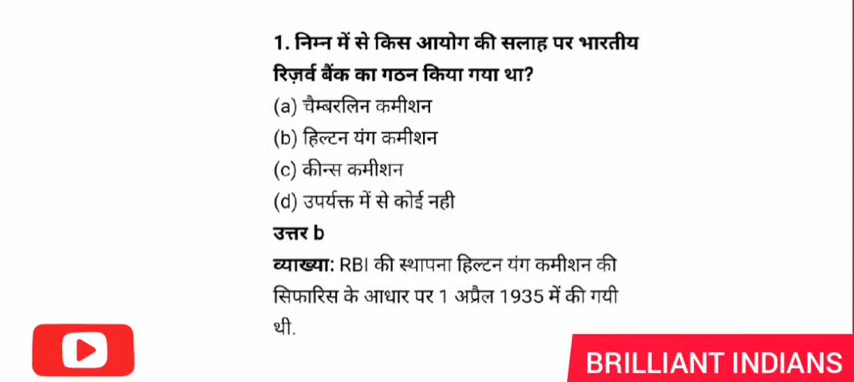 1. निम्न में से किस आयोग की सलाह पर भारतीय
रिज़र्व बैंक का गठन किया गया था?
(a) चैम्बरलिन कमीशन
(b) हिल्टन यंग कमीशन
(c) कीन्स कमीशन
(d) उपर्यक्त में से कोई नही
उत्तर b
व्याख्या: RBI की स्थापना हिल्टन यंग कमीशन की
सिफारिस के आधार पर 1 अप्रैल 1935 में की गयी
थी.
BRILLIANT INDIANS